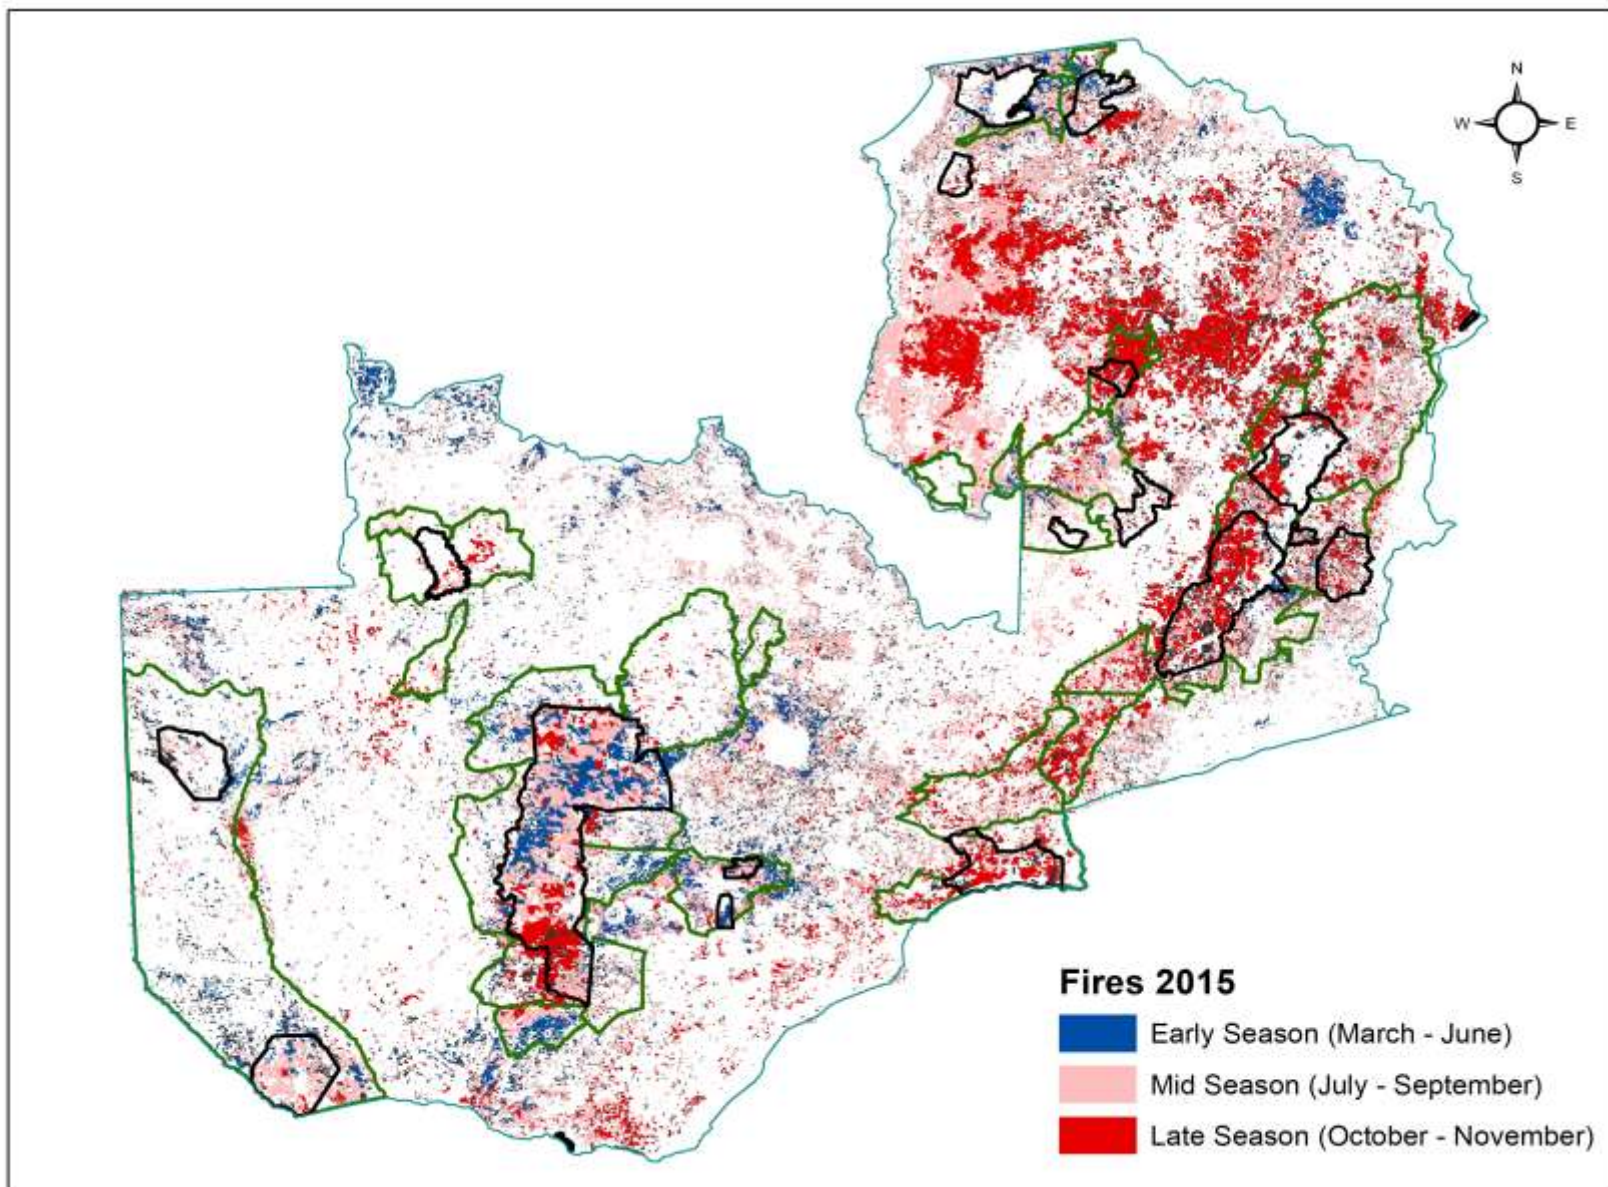 N
W E
S
Fires 2015
Early Season (March - June)
Mid Season (July - September)
Late Season (October - November)